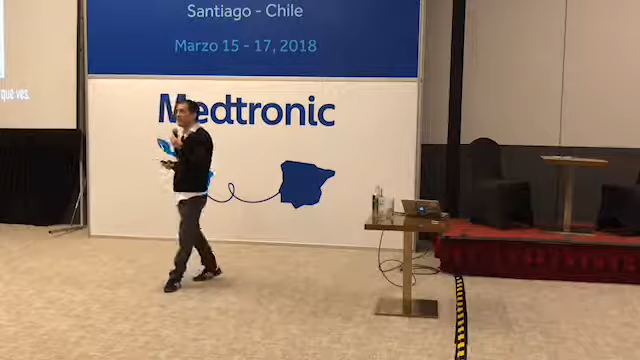 Santiago - Chile
Marzo 15 - 17, 2018
que ves.
Medtronic